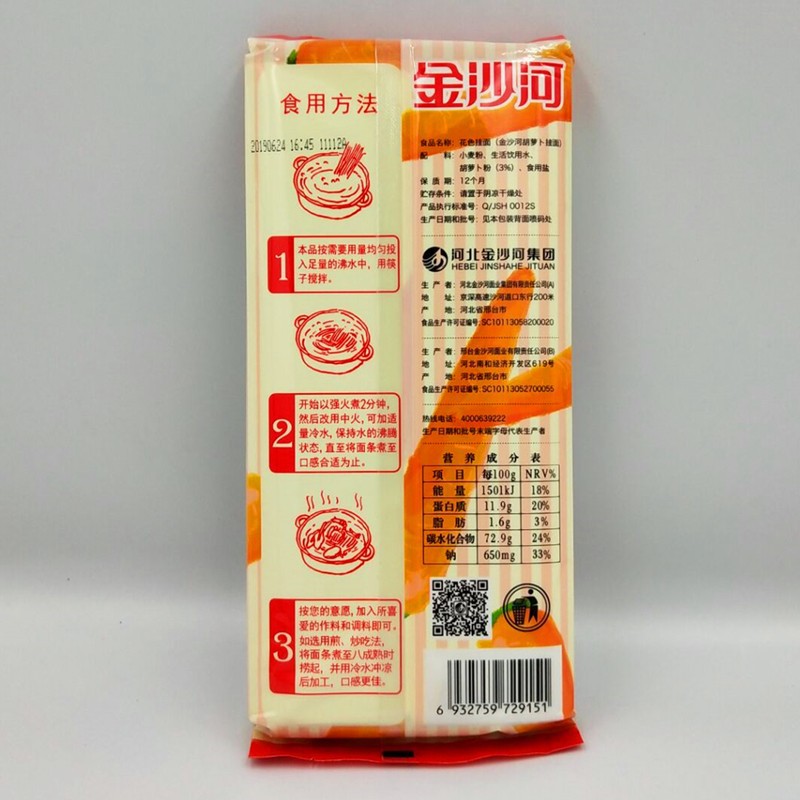 食用方法
20190624 16:45 11112A
1
本品按需要用量均匀投
入足量的沸水中，用筷
子搅拌。
2
开始以强火煮2分钟，
然后改用中火，可加适
量冷水，保持水的沸腾
状态，直至将面条煮至
口感合适为止。
3
按您的意愿，加入所喜
爱的作料和调料即可。
如选用煎、炒吃法，
将面条煮至八成熟时
捞起，并用冷水冲凉
后加工，口感更佳。
金沙河
食品名称：花色挂面（金沙河胡萝卜挂面）
配 料：小麦粉、生活饮用水、
胡萝卜粉（3%）、食用盐
保 质 期：12个月
贮存条件：请置于阴凉干燥处
产品执行标准号：Q/JSH 0012S
生产日期和批号：见本包装背面喷码处
河北金沙河集团
HEBEI JINSHAHE JITUAN
生 产 者：河北金沙河面业集团有限责任公司(A)
地 址：京深高速沙河道口东行200米
产 地：河北省邢台市
食品生产许可证编号：SC10113058200020
生 产 者：邢台金沙河面业有限责任公司(B)
地 址：河北南和经济开发区619号
产 地：河北省邢台市
食品生产许可证编号：SC10113052700055
热线电话：4000639222
生产日期和批号末端字母代表生产者
营 养 成 分 表
项 目 每100g NRV%
能 量 1501kJ 18%
蛋白质 11.9g 20%
脂 肪 1.6g 3%
碳水化合物 72.9g 24%
钠 650mg 33%
6 932759 729151